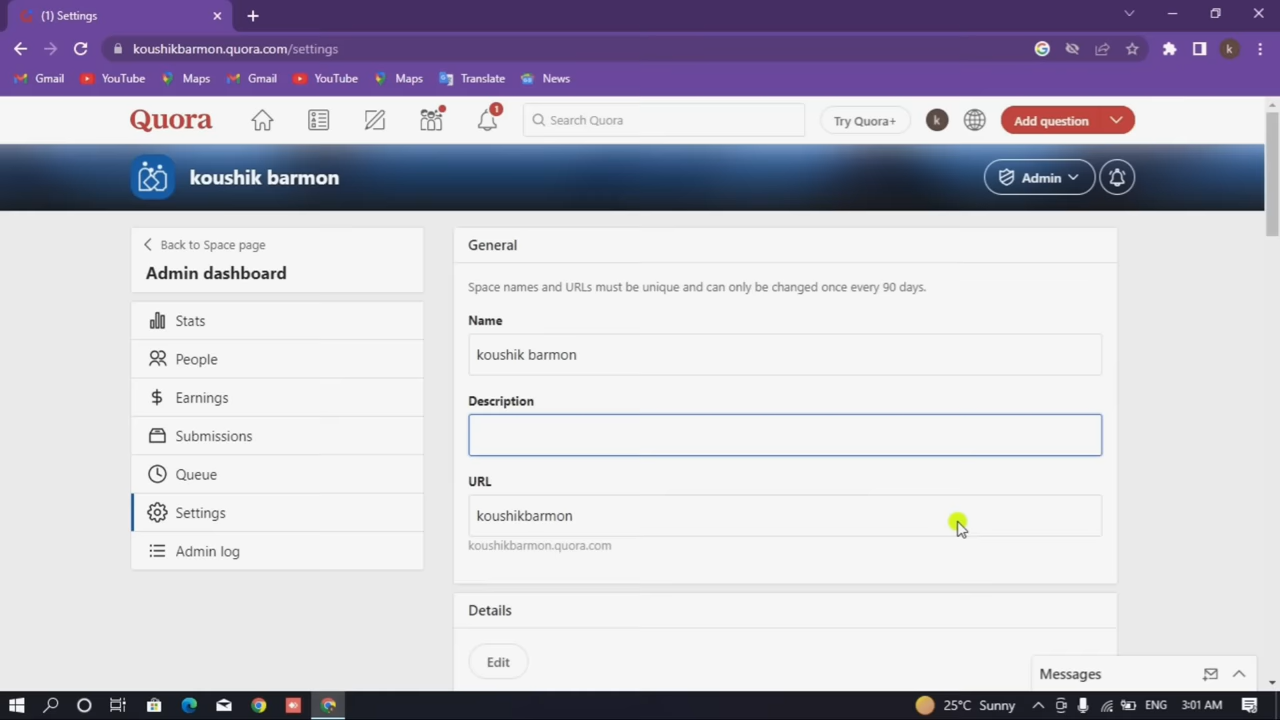 (1) Settings
koushikbarmon.quora.com/settings
k
Gmail YouTube Maps Gmail YouTube Maps Translate News
Quora
1
Search Quora
Try Quora+
k
Add question
koushik barmon
Admin
Back to Space page
Admin dashboard
Stats
People
Earnings
Submissions
Queue
Settings
Admin log
General
Space names and URLs must be unique and can only be changed once every 90 days.
Name
koushik barmon
Description
URL
koushikbarmon
koushikbarmon.quora.com
Details
Edit
Messages
25°C Sunny
ENG
3:01 AM